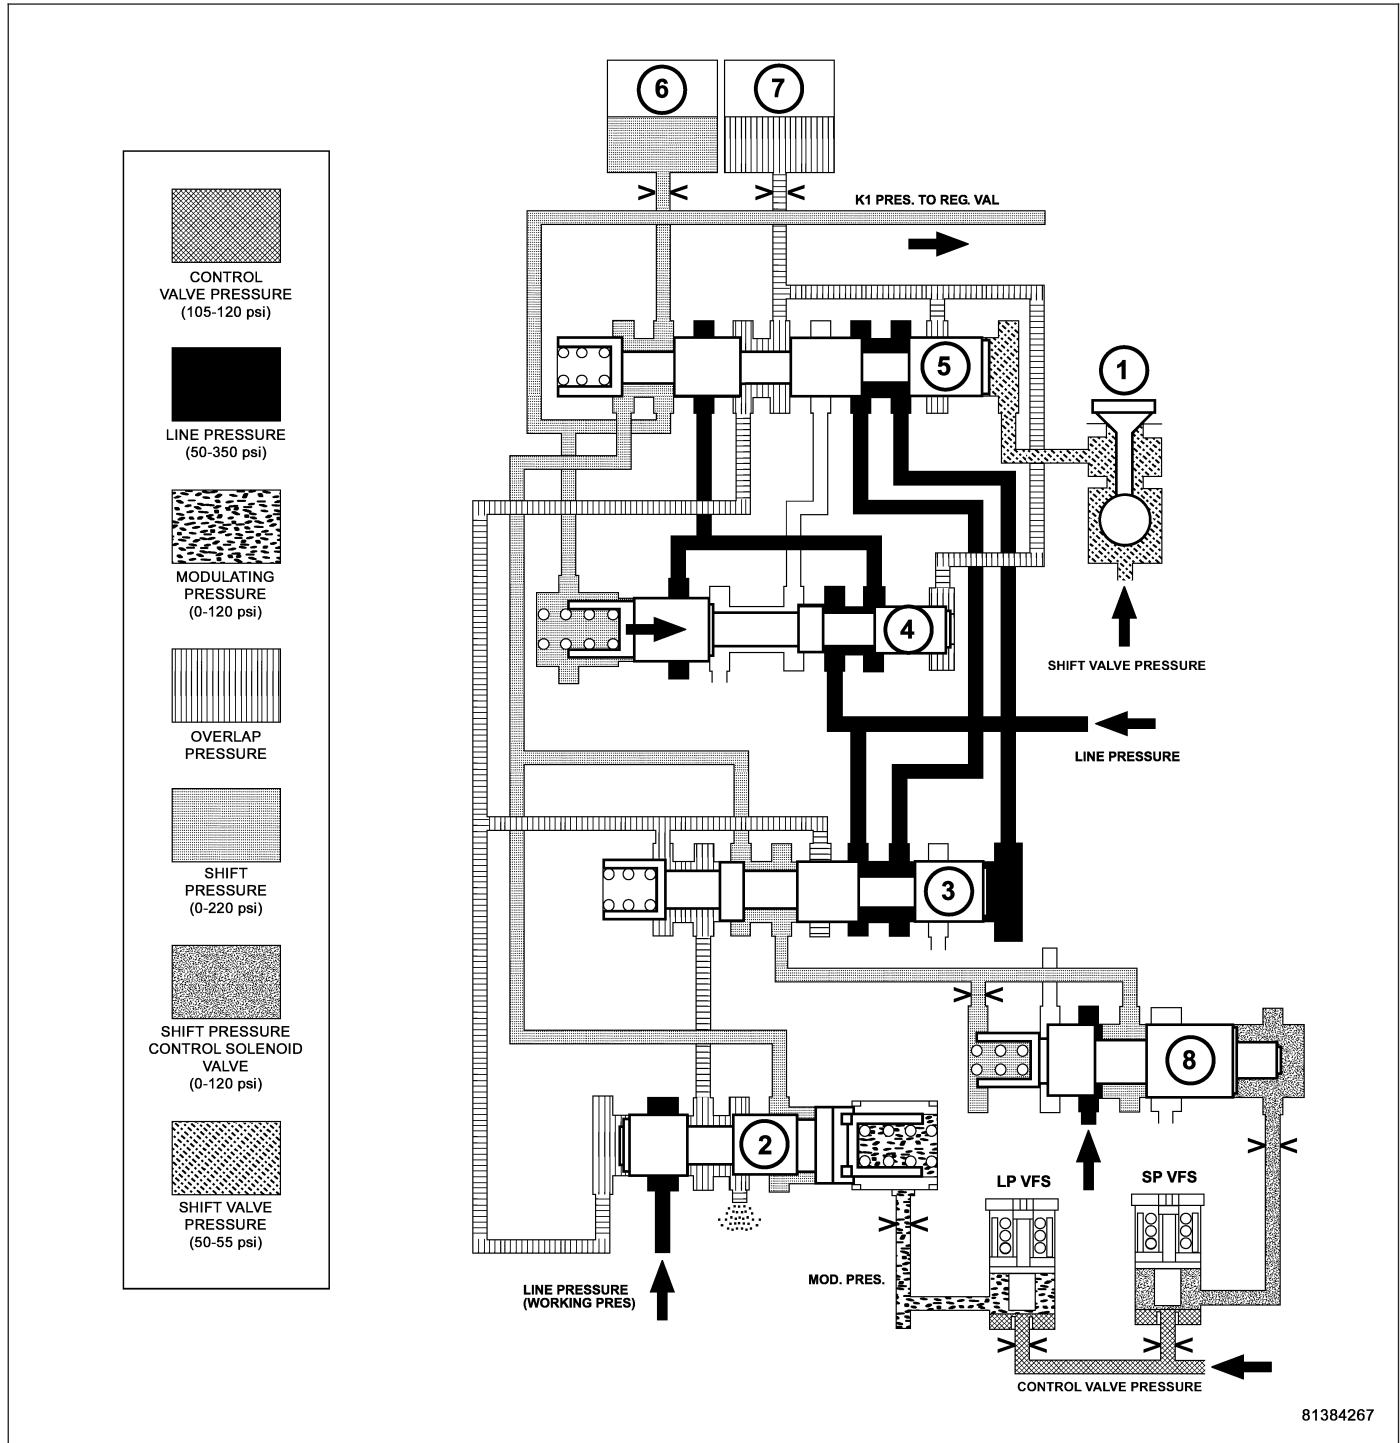 6
7
K1 PRES. TO REG. VAL
CONTROL
VALVE PRESSURE
(105-120 psi)
LINE PRESSURE
(50-350 psi)
MODULATING
PRESSURE
(0-120 psi)
OVERLAP
PRESSURE
SHIFT
PRESSURE
(0-220 psi)
SHIFT PRESSURE
CONTROL SOLENOID
VALVE
(0-120 psi)
SHIFT VALVE
PRESSURE
(50-55 psi)
5
1
4
SHIFT VALVE PRESSURE
LINE PRESSURE
3
8
2
LP VFS
SP VFS
MOD. PRES.
LINE PRESSURE
(WORKING PRES)
CONTROL VALVE PRESSURE
81384267